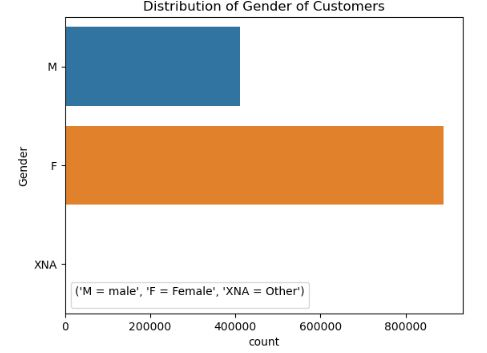 Distribution of Gender of Customers
M
F
XNA
Gender
('M = male', 'F = Female', 'XNA = Other')
0 200000 400000 600000 800000
count